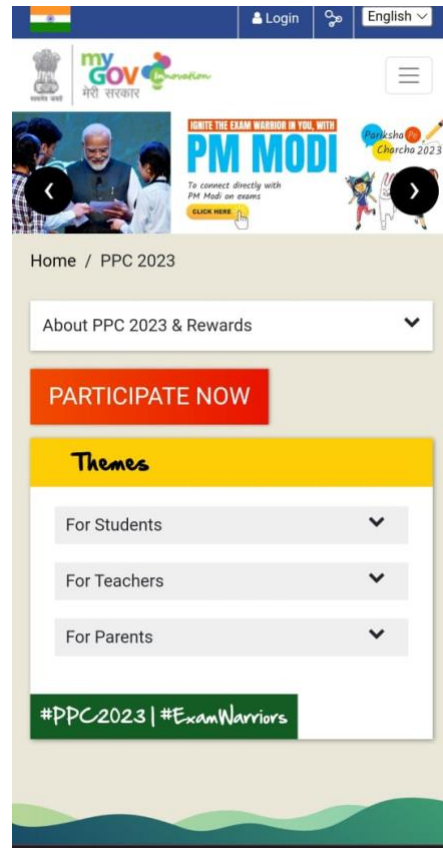 Login
English
my
GOV
Innovation
मेरी सरकार
IGNITE THE EXAM WARRIOR IN YOU, WITH
PM MODI
To connect directly with
PM Modi on exams
CLICK HERE
Pariksha Pe
Charcha 2023
Home / PPC 2023
About PPC 2023 & Rewards
PARTICIPATE NOW
Themes
For Students
For Teachers
For Parents
#PPC2023|#ExamWarriors